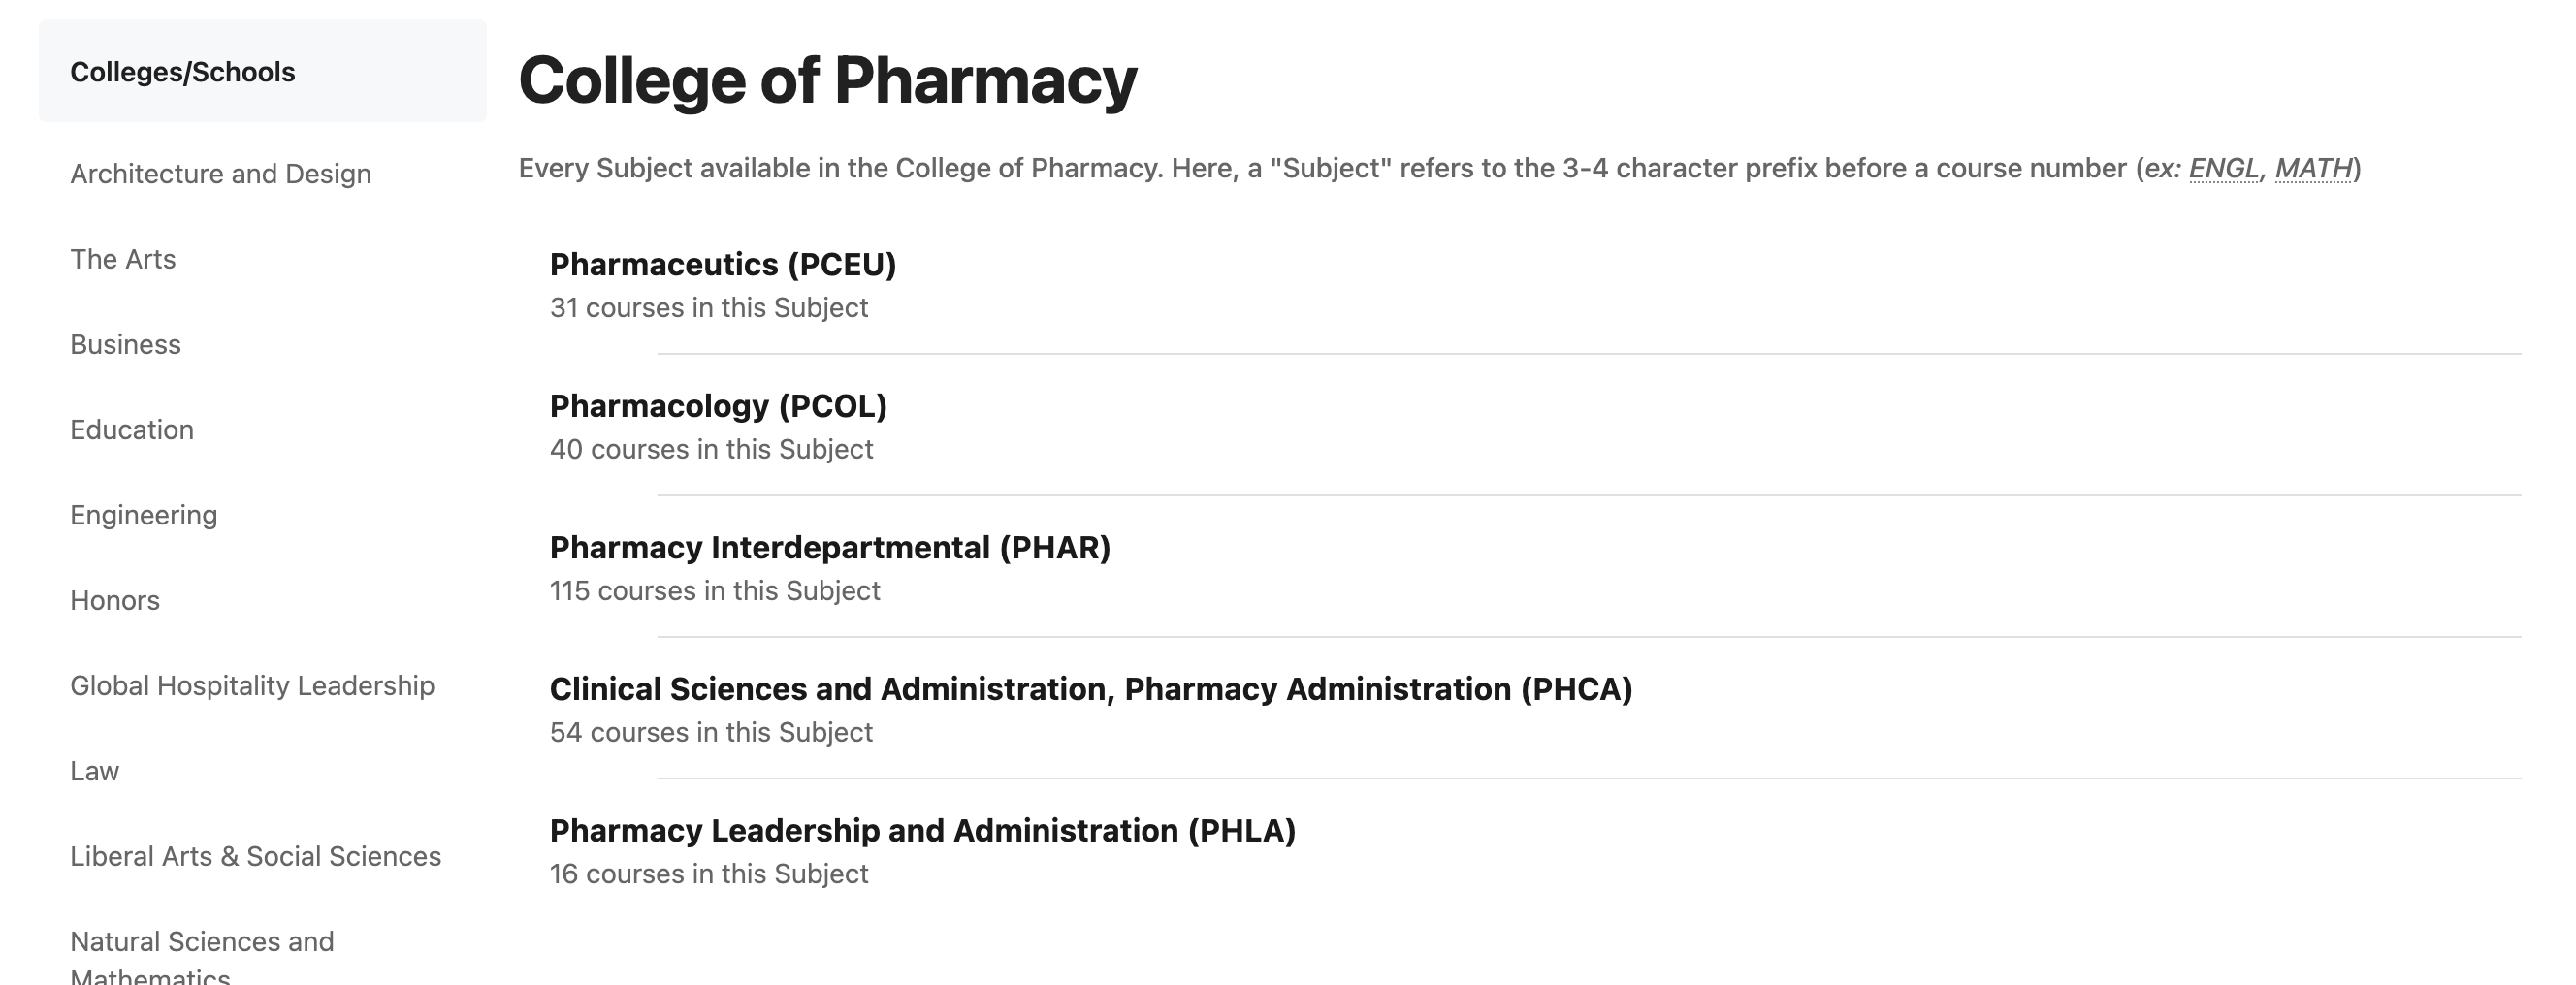 Colleges/Schools
Architecture and Design
The Arts
Business
Education
Engineering
Honors
Global Hospitality Leadership
Law
Liberal Arts & Social Sciences
Natural Sciences and
Mathematics
College of Pharmacy
Every Subject available in the College of Pharmacy. Here, a "Subject" refers to the 3-4 character prefix before a course number (ex: ENGL, MATH)
Pharmaceutics (PCEU)
31 courses in this Subject
Pharmacology (PCOL)
40 courses in this Subject
Pharmacy Interdepartmental (PHAR)
115 courses in this Subject
Clinical Sciences and Administration, Pharmacy Administration (PHCA)
54 courses in this Subject
Pharmacy Leadership and Administration (PHLA)
16 courses in this Subject